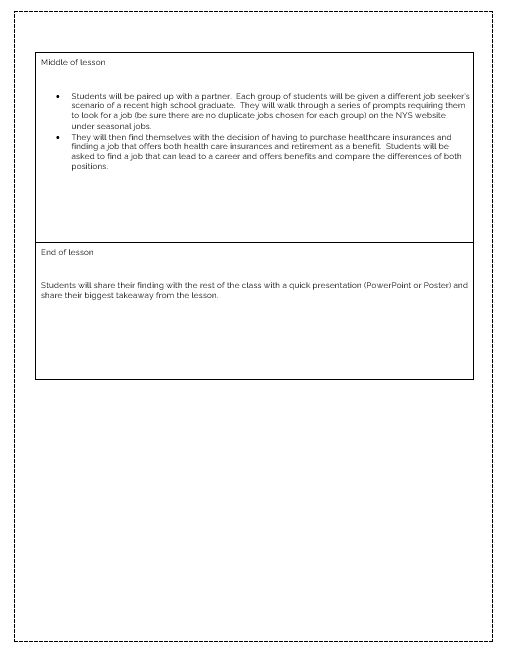 Middle of lesson
• Students will be paired up with a partner.  Each group of students will be given a different job seeker's
scenario of a recent high school graduate.  They will walk through a series of prompts requiring them
to look for a job (be sure there are no duplicate jobs chosen for each group) on the NYS website
under seasonal jobs.
• They will then find themselves with the decision of having to purchase healthcare insurances and
finding a job that offers both health care insurances and retirement as a benefit.  Students will be
asked to find a job that can lead to a career and offers benefits and compare the differences of both
positions.
End of lesson
Students will share their finding with the rest of the class with a quick presentation (PowerPoint or Poster) and
share their biggest takeaway from the lesson.